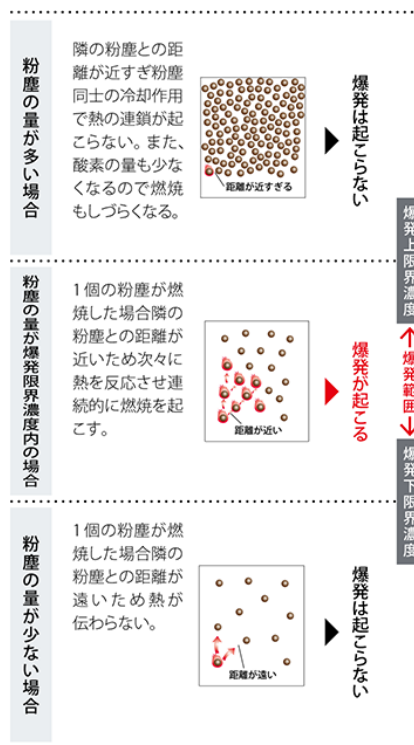 粉塵の量が多い場合
隣の粉塵との距
離が近すぎ粉塵
同士の冷却作用
で熱の連鎖が起
こらない。また、
酸素の量も少な
くなるので燃焼
もしづらくなる。
距離が近すぎる
爆発は起こらない
爆発上限界濃度
粉塵の量が爆発限界濃度内の場合
1個の粉塵が燃
焼した場合隣の
粉塵との距離が
近いため次々に
熱を反応させ連
続的に燃焼を起
こす。
距離が近い
爆発が起こる
爆発範囲
爆発下限界濃度
粉塵の量が少ない場合
1個の粉塵が燃
焼した場合隣の
粉塵との距離が
遠いため熱が
伝わらない。
距離が遠い
爆発は起こらない